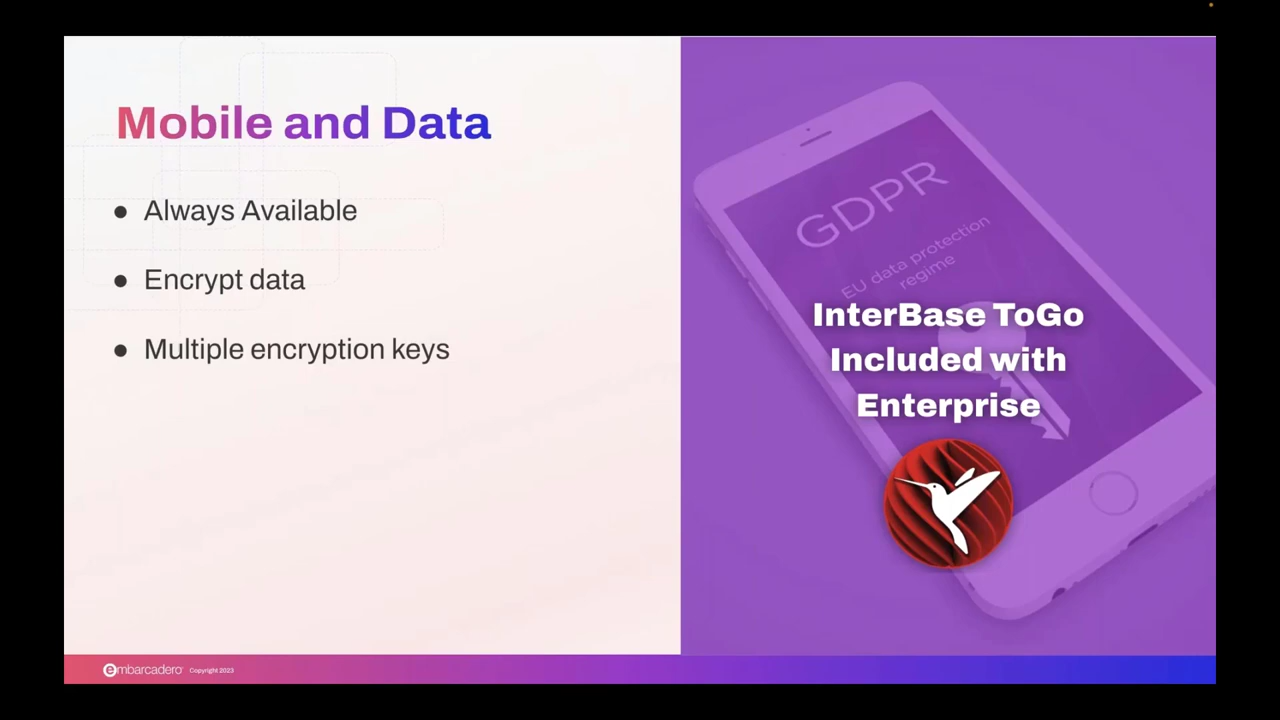 Mobile and Data
● Always Available
● Encrypt data
● Multiple encryption keys
GDPR
EU data protection
regime
InterBase ToGo
Included with
Enterprise
embarcadero Copyright 2023